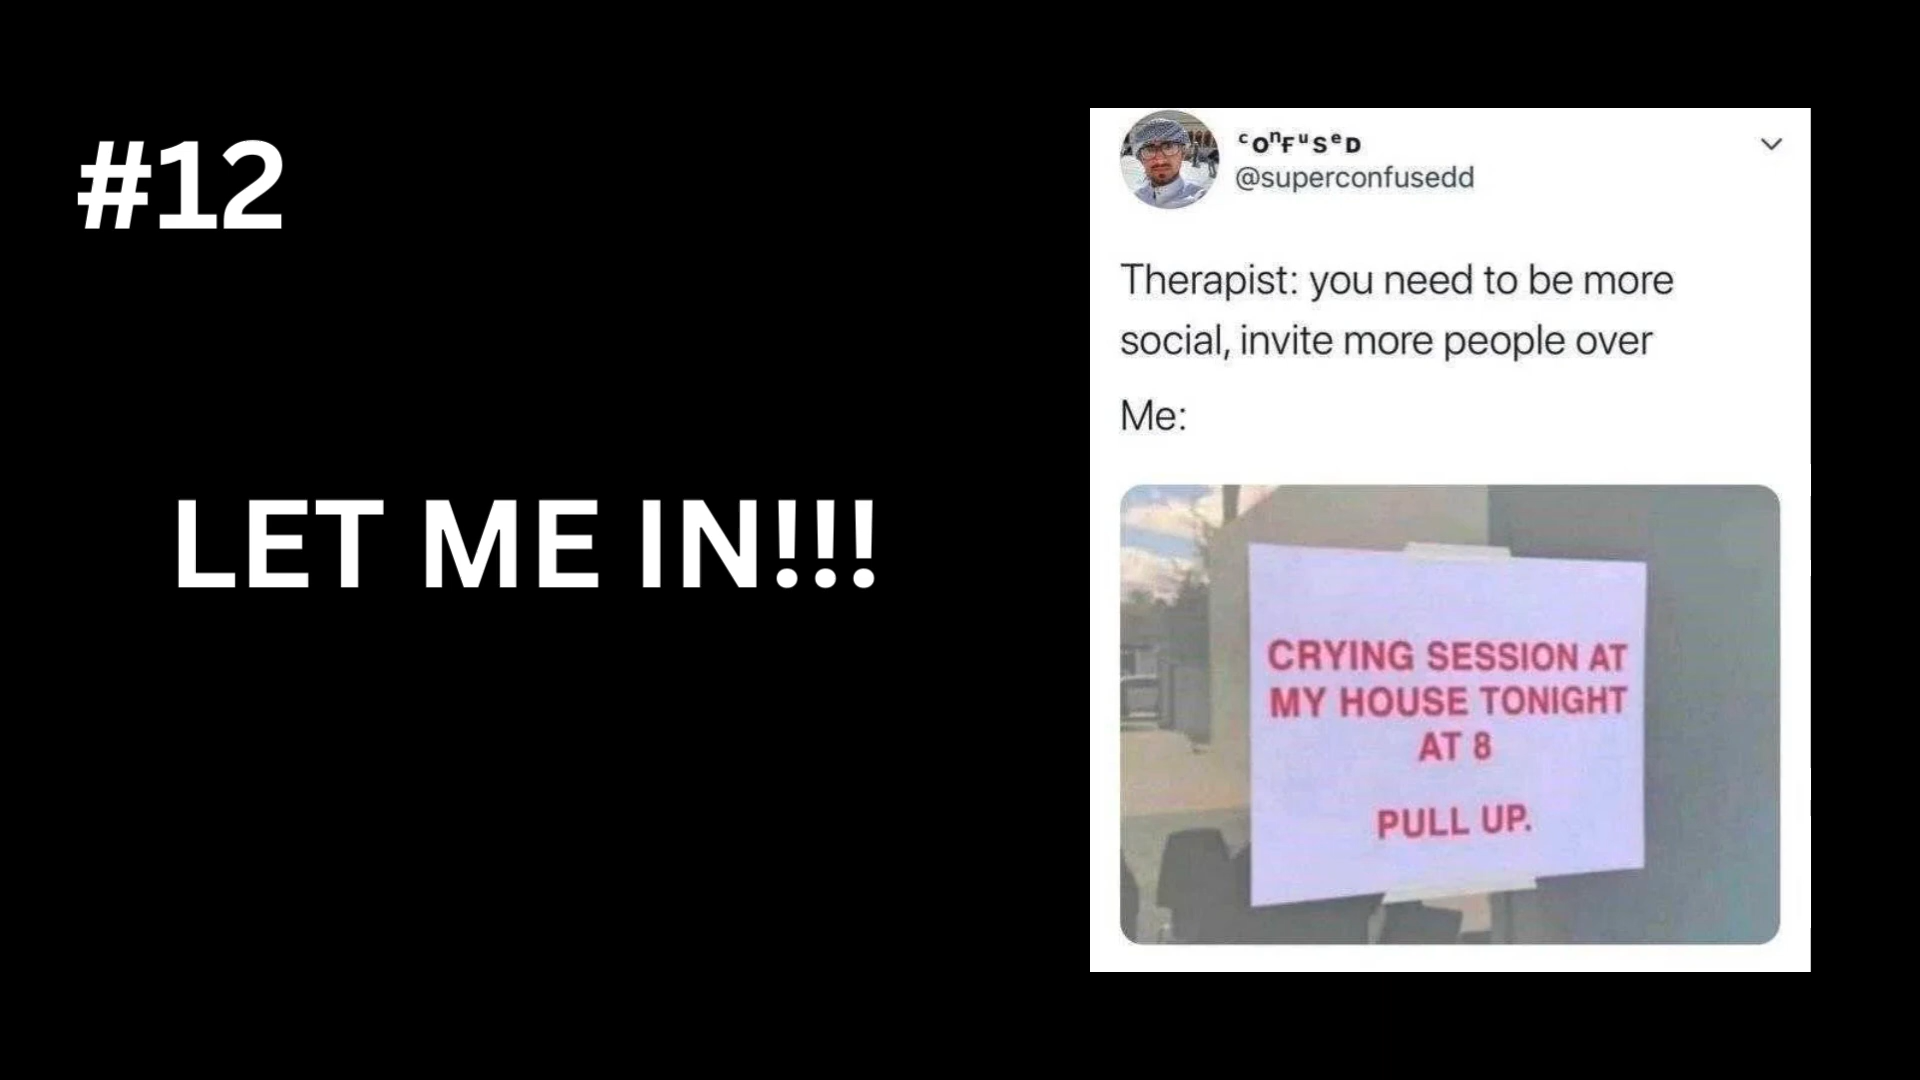 #12
LET ME IN!!!
ᶜOⁿFᵘSᵉD
@superconfusedd
Therapist: you need to be more
social, invite more people over
Me:
CRYING SESSION AT
MY HOUSE TONIGHT
AT 8
PULL UP.